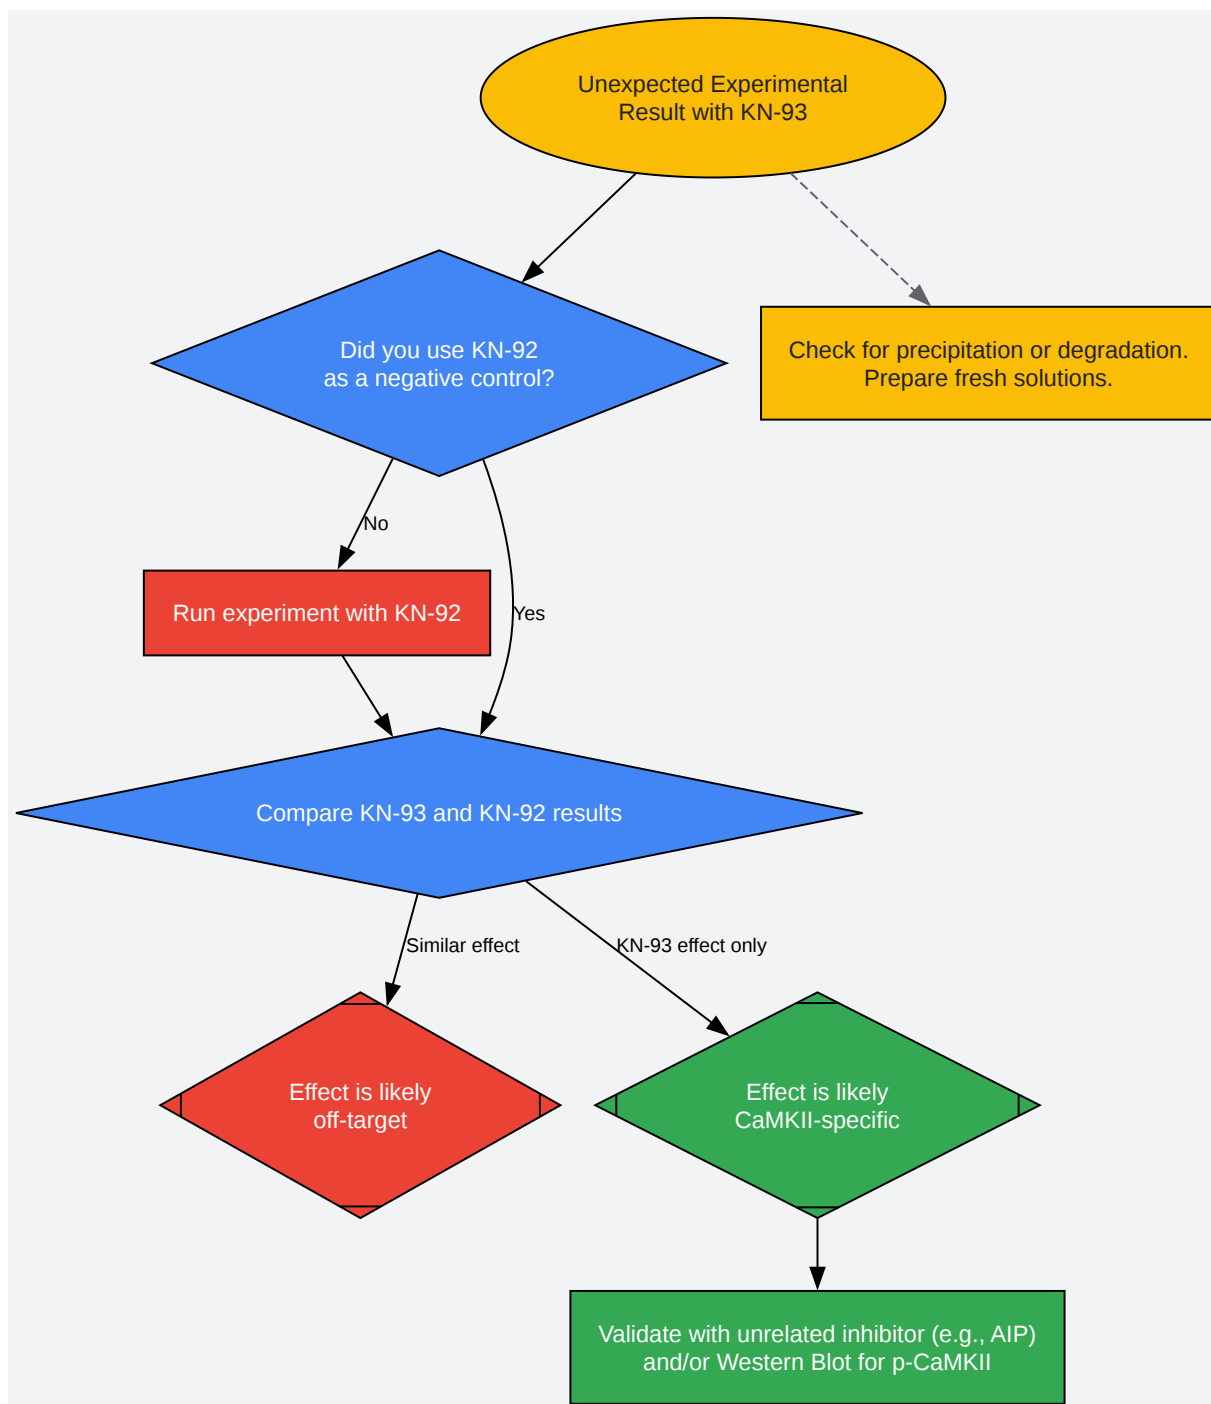 Unexpected Experimental
Result with KN-93
Did you use KN-92
as a negative control?
Check for precipitation or degradation.
Prepare fresh solutions.
No
Run experiment with KN-92
Yes
Compare KN-93 and KN-92 results
Similar effect
KN-93 effect only
Effect is likely
off-target
Effect is likely
CaMKII-specific
Validate with unrelated inhibitor (e.g., AIP)
and/or Western Blot for p-CaMKII